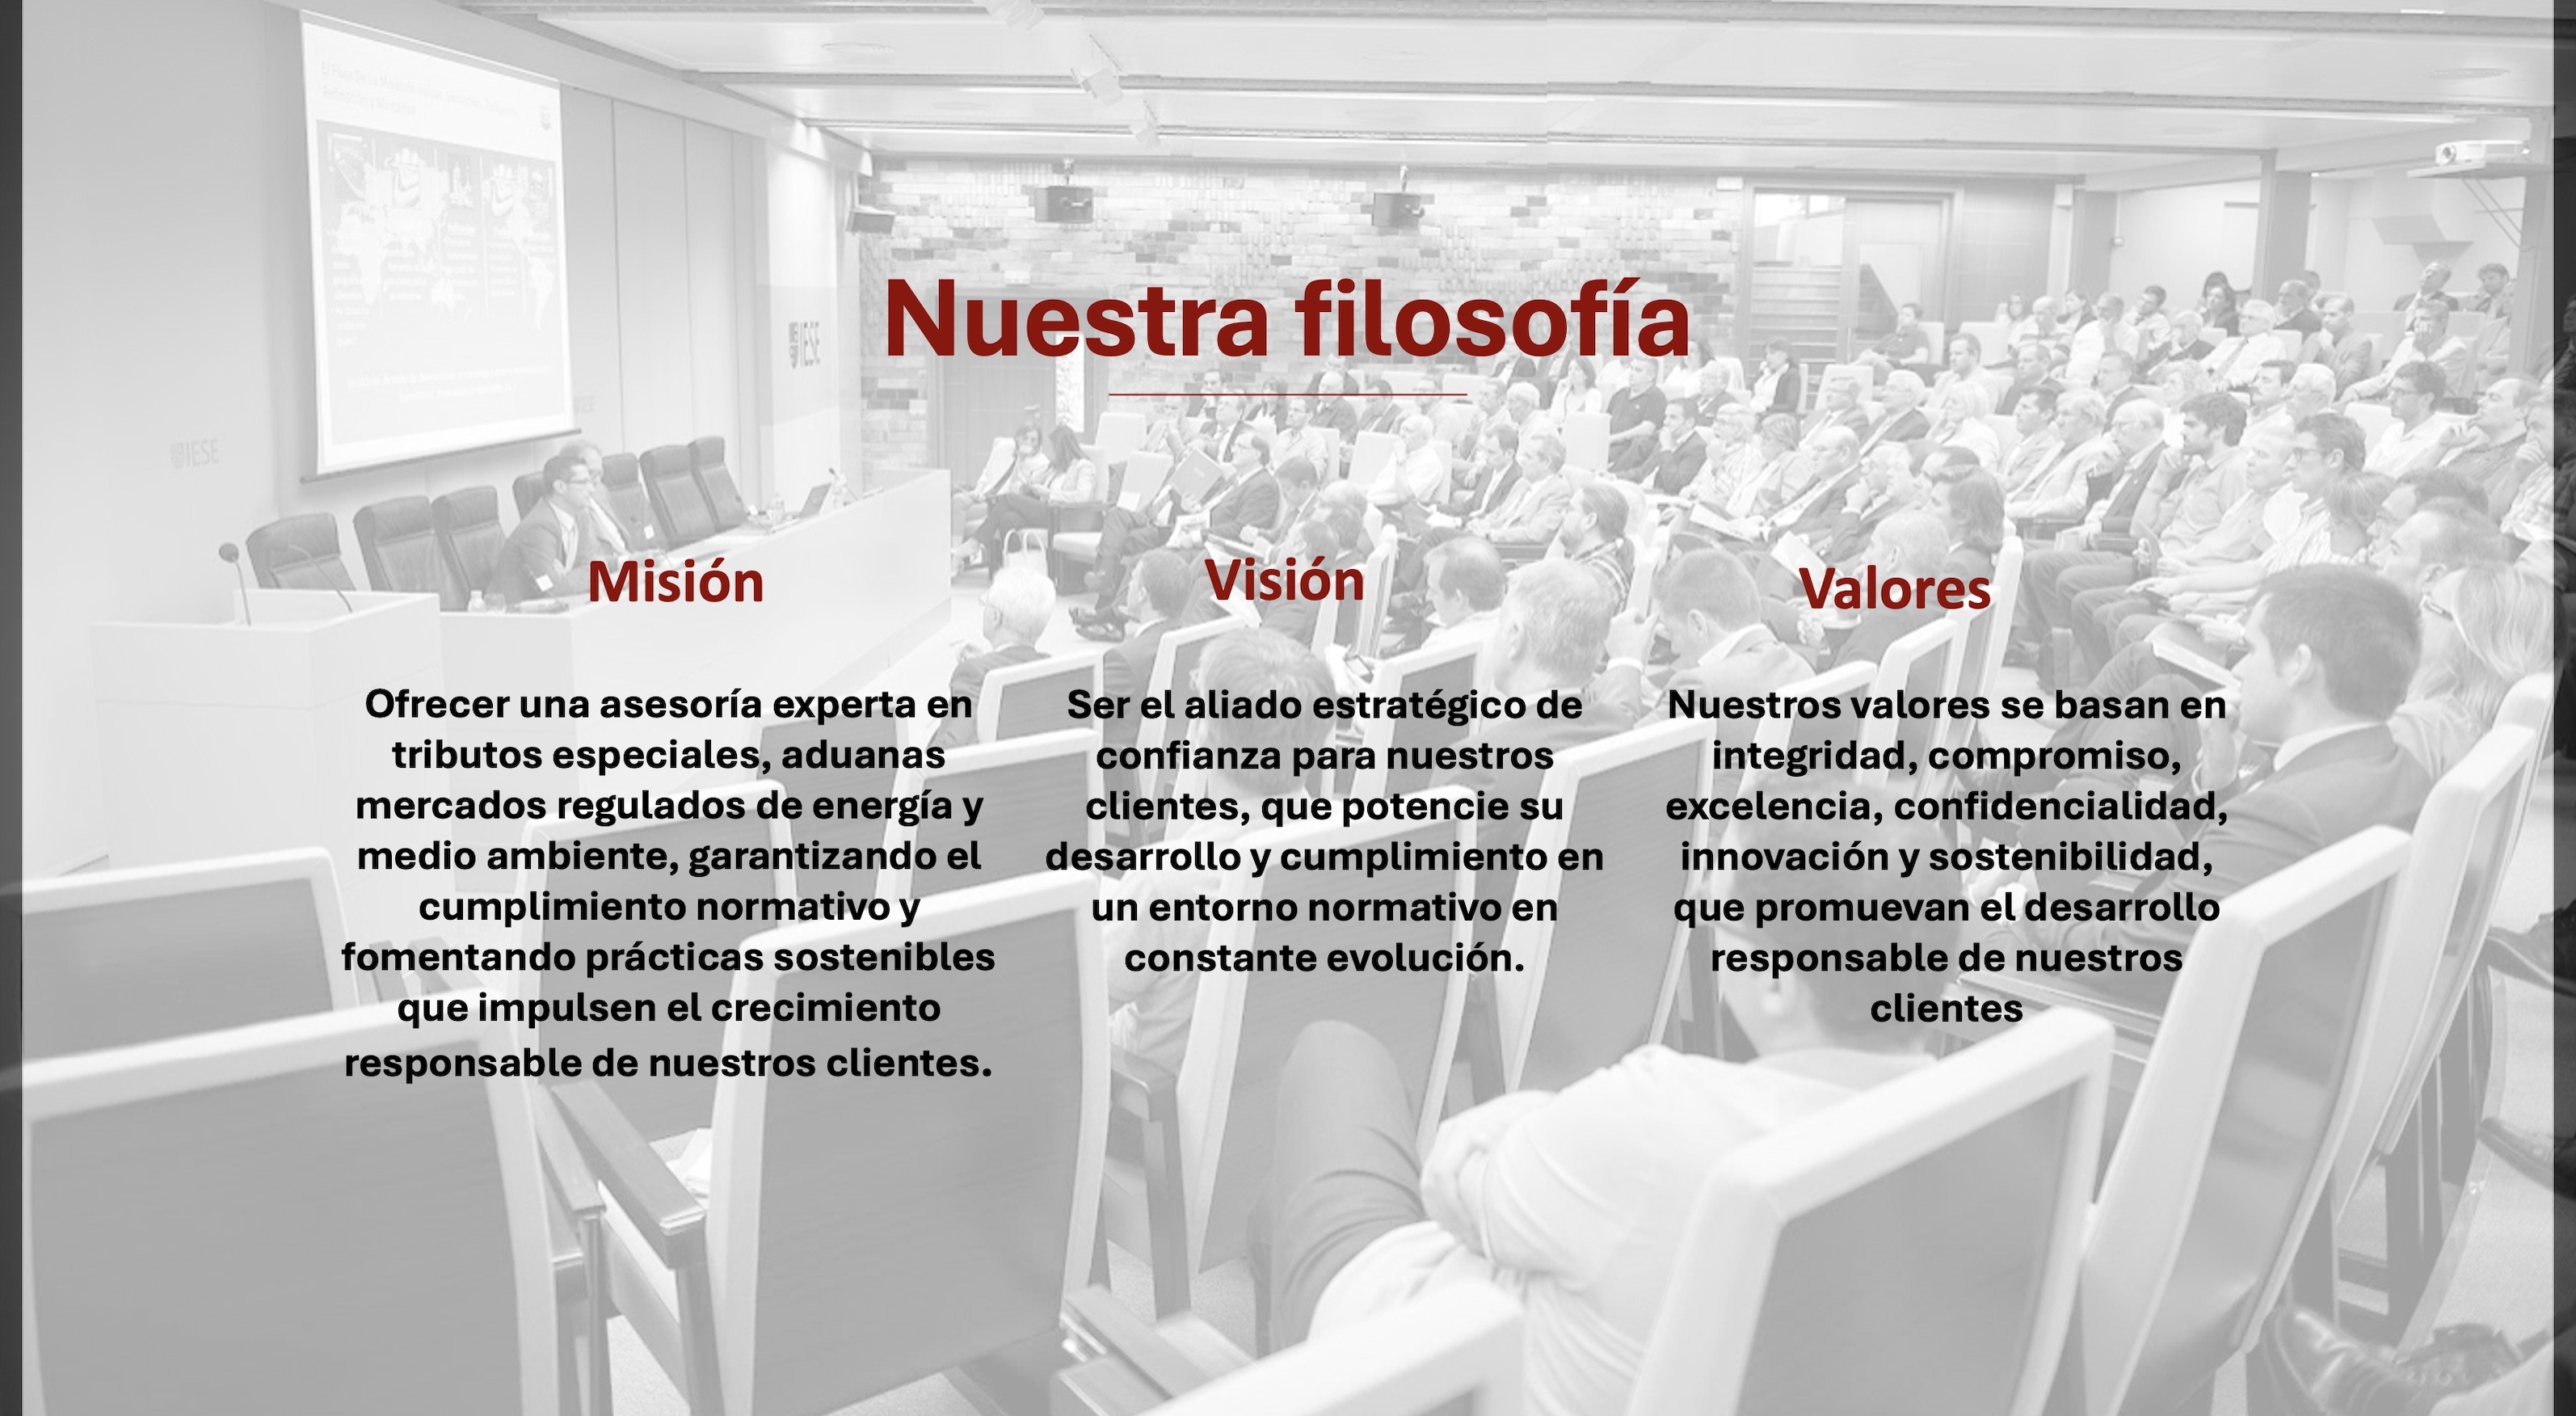 Nuestra filosofía
IESE
IESE
Misión
Ofrecer una asesoría experta en
tributos especiales, aduanas
mercados regulados de energía y
medio ambiente, garantizando el
cumplimiento normativo y
fomentando prácticas sostenibles
que impulsen el crecimiento
responsable de nuestros clientes.
Visión
Ser el aliado estratégico de
confianza para nuestros
clientes, que potencie su
desarrollo y cumplimiento en
un entorno normativo en
constante evolución.
Valores
Nuestros valores se basan en
integridad, compromiso,
excelencia, confidencialidad,
innovación y sostenibilidad,
que promuevan el desarrollo
responsable de nuestros
clientes